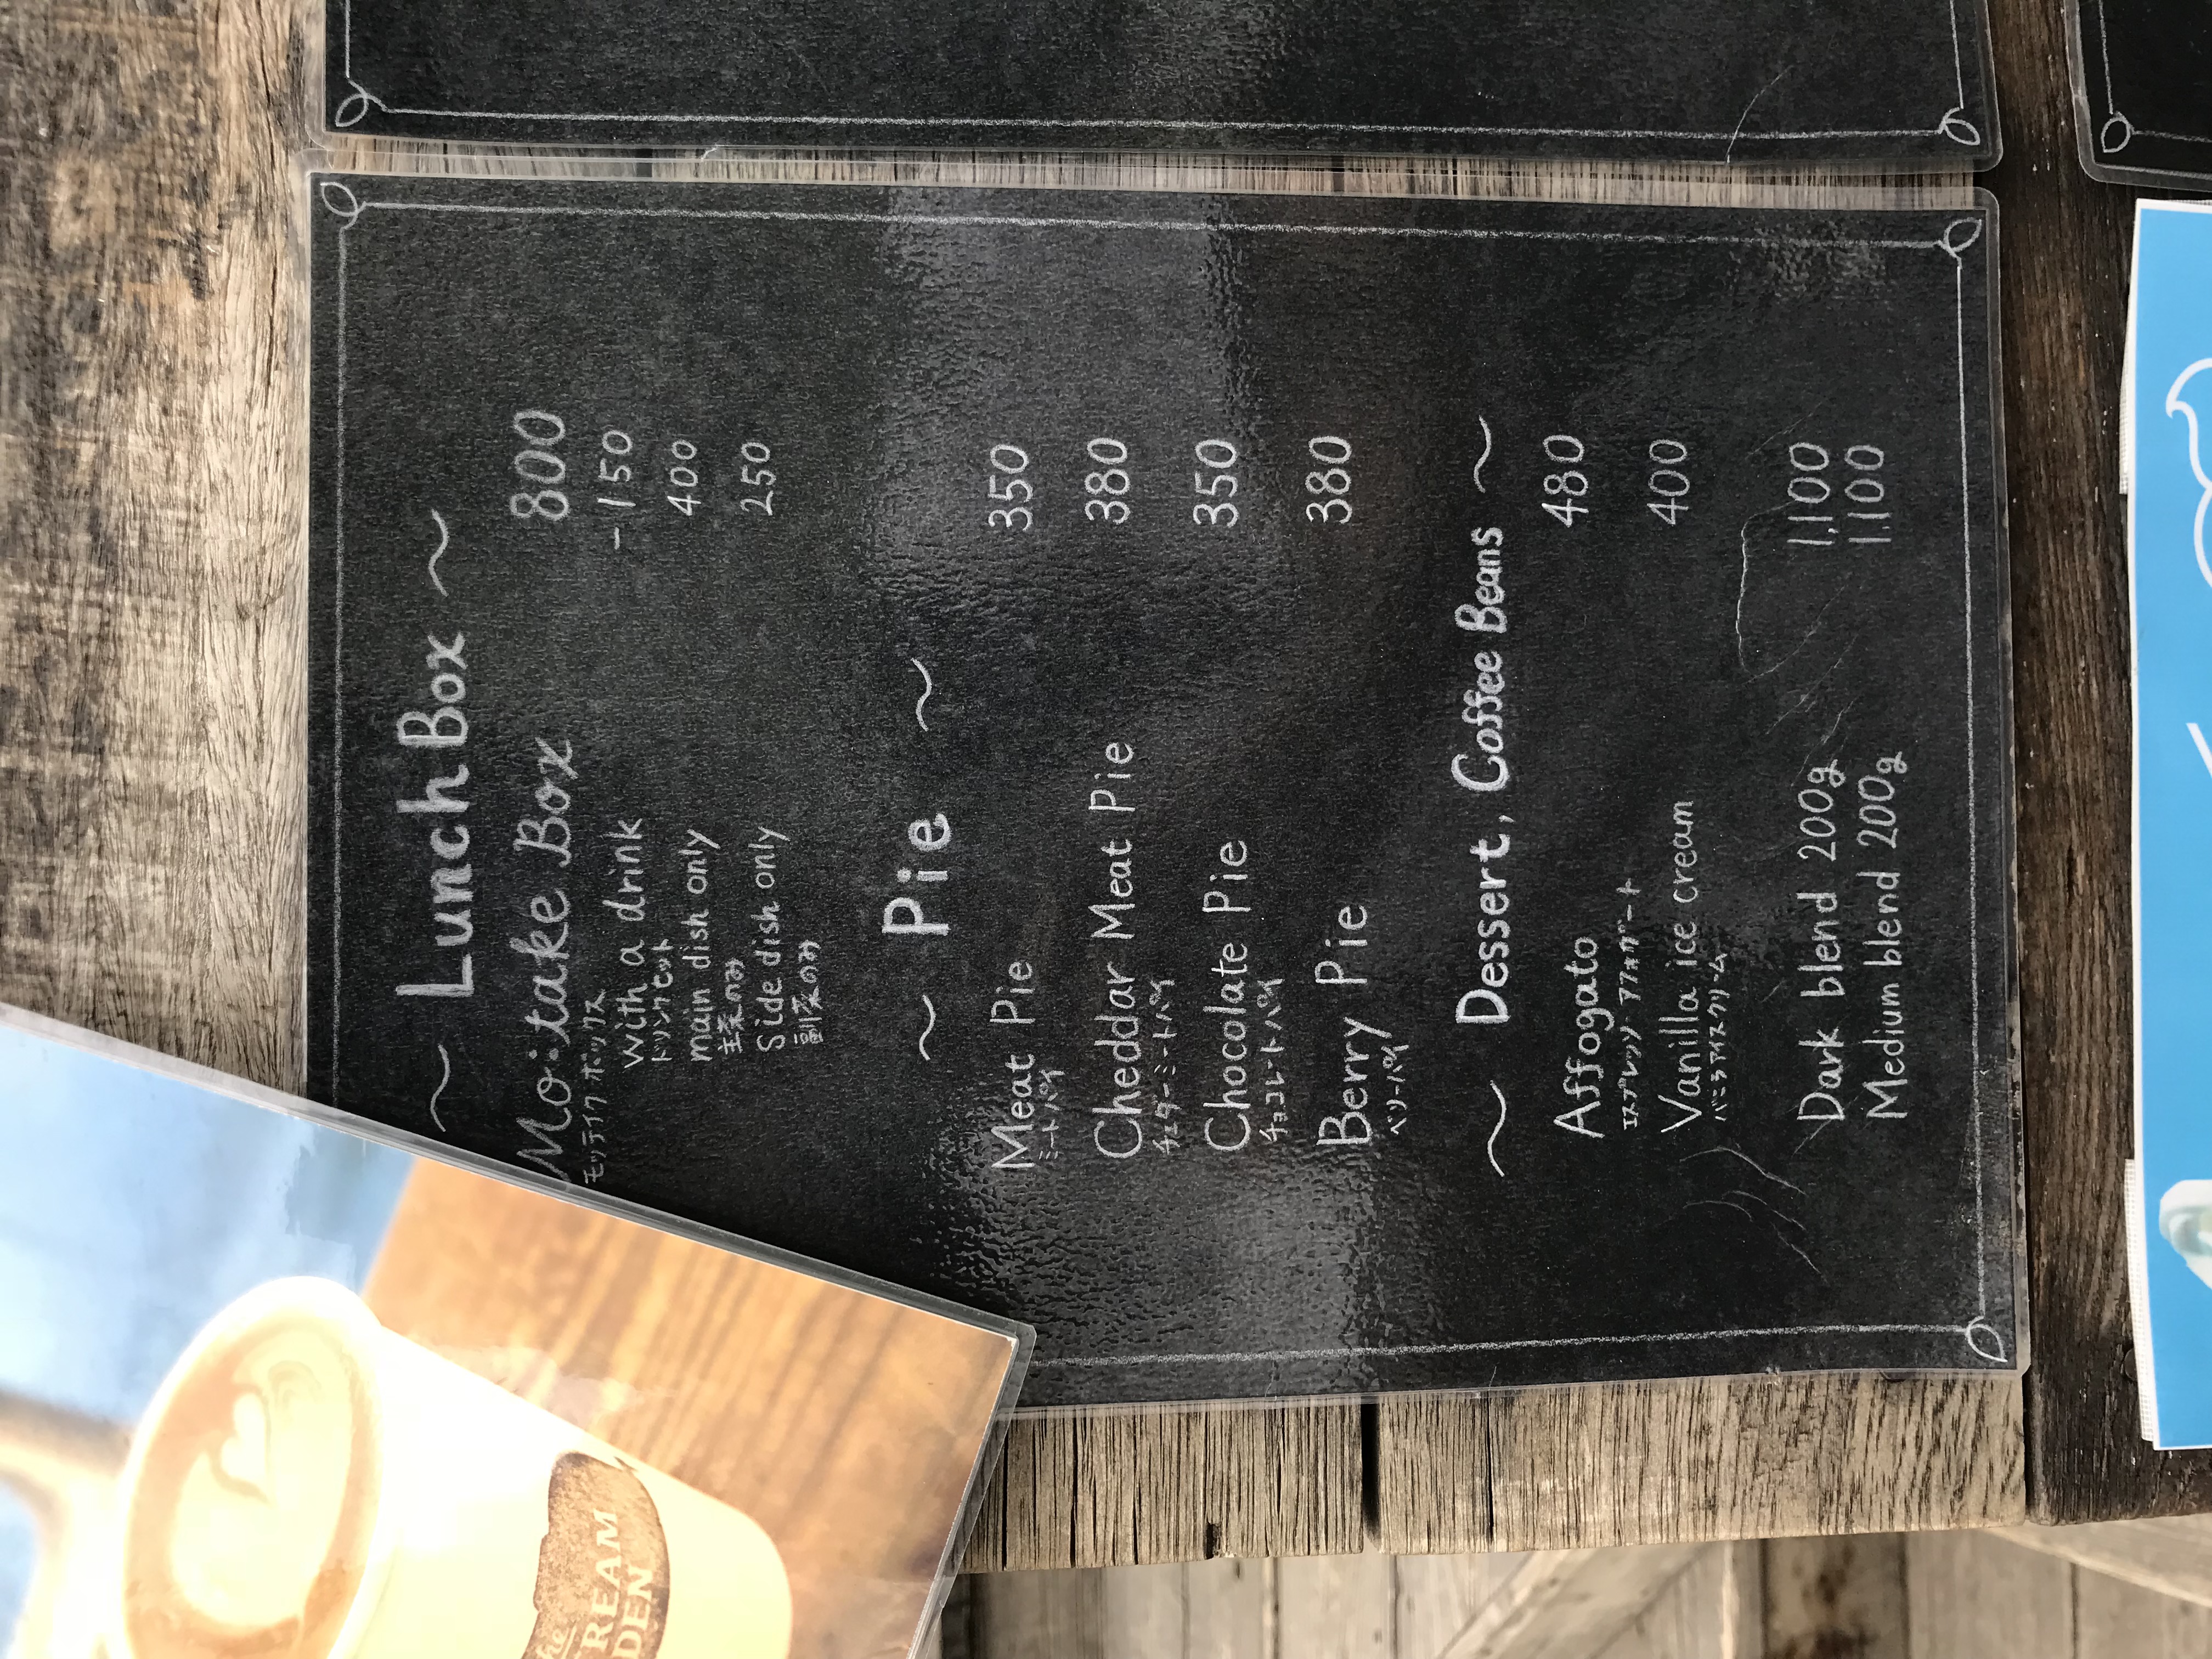 ~ Lunch Box ~
Mo:take Box 800
モッテイクボックス
with a drink -150
ドリンクセット
main dish only 400
主菜のみ
Side dish only 250
副菜のみ
~ Pie ~
Meat Pie 350
ミートパイ
Cheddar Meat Pie 380
チェダーミートパイ
Chocolate Pie 350
チョコレートパイ
Berry Pie 380
ベリーパイ
~ Dessert, Coffee Beans ~
Affogato 480
エスプレッソ アフォガート
Vanilla ice cream 400
バニラアイスクリーム
Dark blend 200g 1,100
Medium blend 200g 1,100